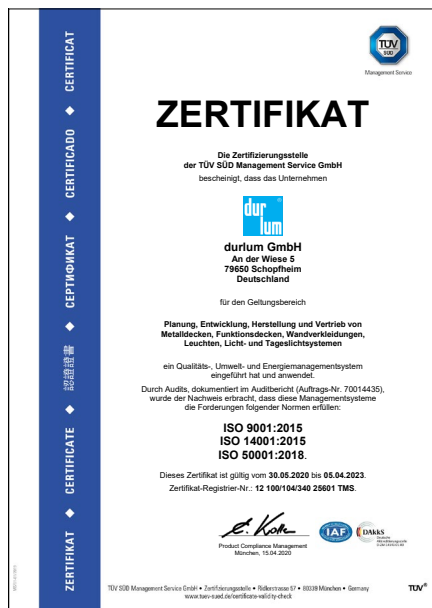 TÜV
SÜD
Management Service
ZERTIFIKAT
Die Zertifizierungsstelle
der TÜV SÜD Management Service GmbH
bescheinigt, dass das Unternehmen
dur
lum
durlum GmbH
An der Wiese 5
79650 Schopfheim
Deutschland
für den Geltungsbereich
Planung, Entwicklung, Herstellung und Vertrieb von
Metalldecken, Funktionsdecken, Wandverkleidungen,
Leuchten, Licht- und Tageslichtsystemen
ein Qualitäts-, Umwelt- und Energiemanagementsystem
eingeführt hat und anwendet.
Durch Audits, dokumentiert im Auditbericht (Auftrags-Nr. 70014435),
wurde der Nachweis erbracht, dass diese Managementsysteme
die Forderungen folgender Normen erfüllen:
ISO 9001:2015
ISO 14001:2015
ISO 50001:2018.
Dieses Zertifikat ist gültig vom 30.05.2020 bis 05.04.2023.
Zertifikat-Registrier-Nr.: 12 100/104/340 25601 TMS.
Product Compliance Management
München, 15.04.2020
IAF
DAkkS
TÜV SÜD Management Service GmbH • Zertifizierungsstelle • Ridlerstrasse 57 • 80339 München • Germany
www.tuev-sued.de/certificate-validity-check
TÜV®
ZERTIFIKAT ◆ CERTIFICATE ◆ 認證證書 ◆ СЕРТИФИКАТ ◆ CERTIFICADO ◆ CERTIFICAT